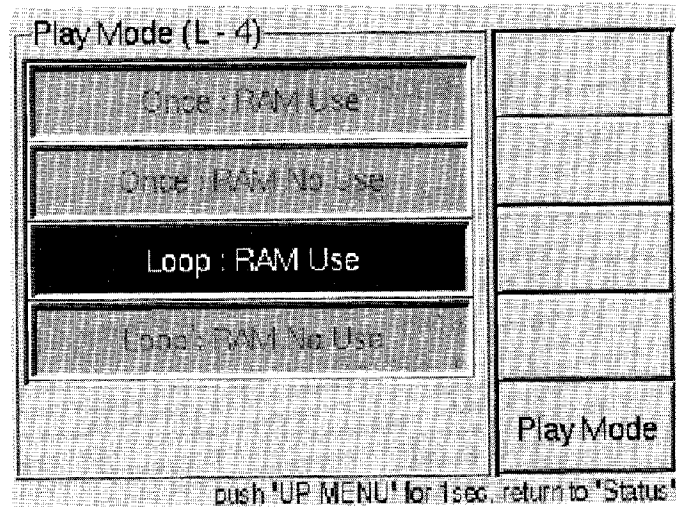 Play Mode (L - 4)
Once : RAM Use
Once : RAM No Use
Loop : RAM Use
Loop : RAM No Use
Play Mode
push "UP MENU" for 1sec, return to "Status"